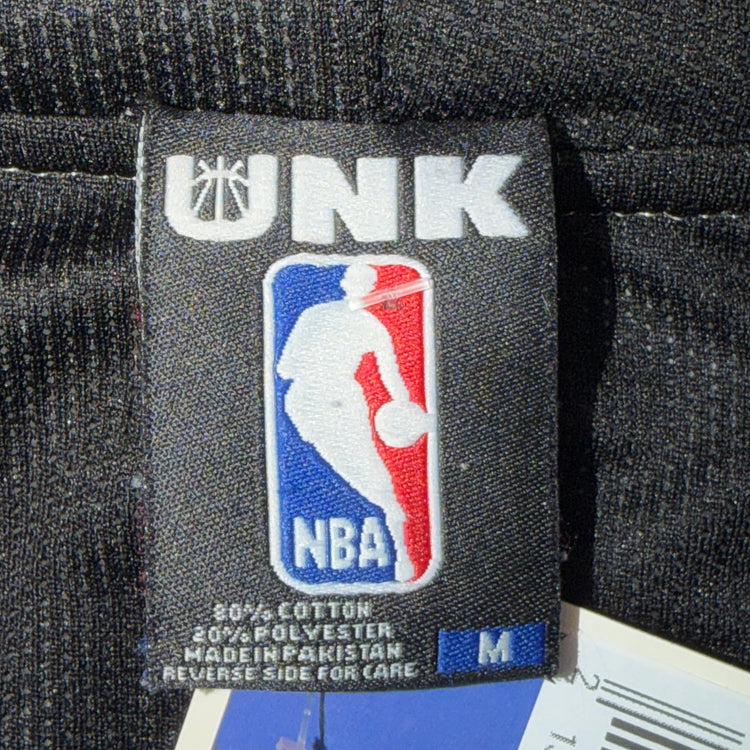 UNK
NBA
80% COTTON
20% POLYESTER
MADE IN PAKISTAN
REVERSE SIDE FOR CARE
M